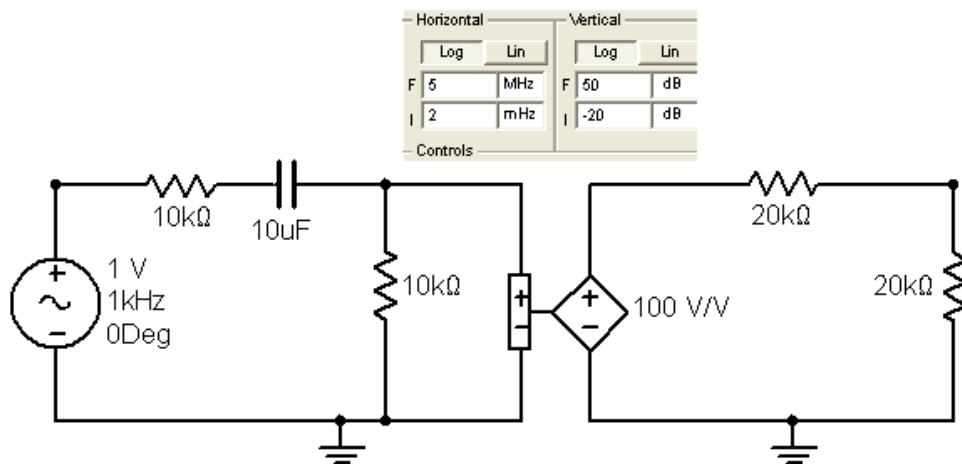 Horizontal Vertical
Log Lin Log Lin
F 5 MHz F 50 dB
I 2 mHz I -20 dB
Controls
10kΩ
10uF
20kΩ
1 V
1kHz
0Deg
10kΩ
100 V/V
20kΩ